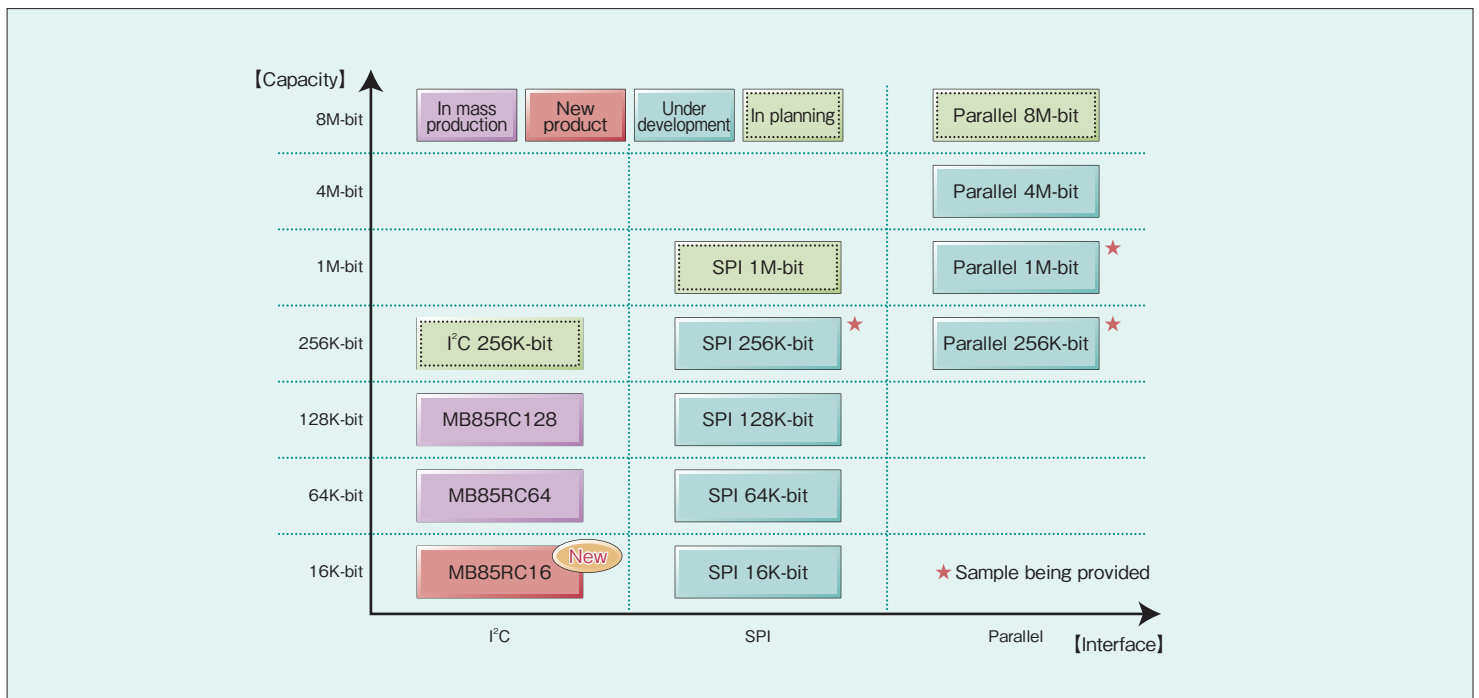 【Capacity】
8M-bit
In mass
production
New
product
Under
development
In planning
Parallel 8M-bit
4M-bit
Parallel 4M-bit
1M-bit
SPI 1M-bit
Parallel 1M-bit ★
256K-bit
I²C 256K-bit
SPI 256K-bit ★
Parallel 256K-bit ★
128K-bit
MB85RC128
SPI 128K-bit
64K-bit
MB85RC64
SPI 64K-bit
16K-bit
MB85RC16
New
SPI 16K-bit
★ Sample being provided
I²C
SPI
Parallel
【Interface】